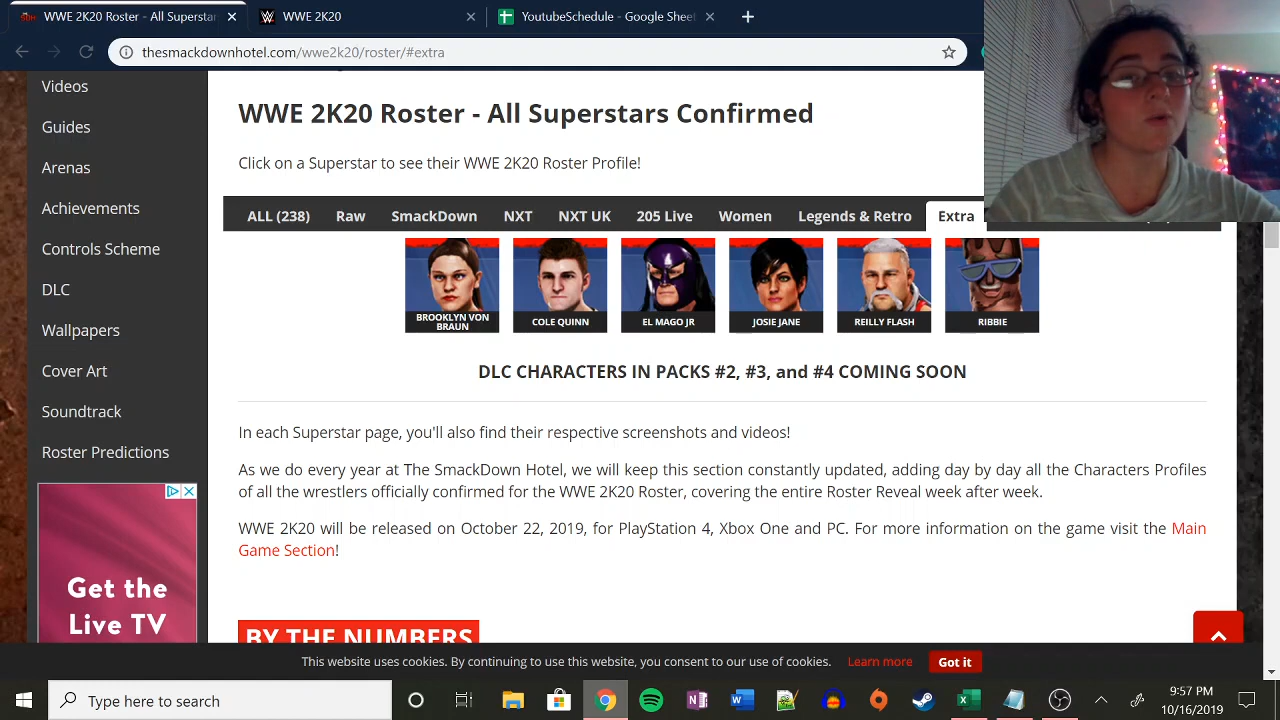 WWE 2K20 Roster - All Superstars
WWE 2K20
YoutubeSchedule - Google Sheet
thesmackdownhotel.com/wwe2k20/roster/#extra
Videos
Guides
Arenas
Achievements
Controls Scheme
DLC
Wallpapers
Cover Art
Soundtrack
Roster Predictions
Get the
Live TV
WWE 2K20 Roster - All Superstars Confirmed
Click on a Superstar to see their WWE 2K20 Roster Profile!
ALL (238) Raw SmackDown NXT NXT UK 205 Live Women Legends & Retro Extra
BROOKLYN VON
BRAUN
COLE QUINN
EL MAGO JR
JOSIE JANE
REILLY FLASH
RIBBIE
DLC CHARACTERS IN PACKS #2, #3, and #4 COMING SOON
In each Superstar page, you'll also find their respective screenshots and videos!
As we do every year at The SmackDown Hotel, we will keep this section constantly updated, adding day by day all the Characters Profiles
of all the wrestlers officially confirmed for the WWE 2K20 Roster, covering the entire Roster Reveal week after week.
WWE 2K20 will be released on October 22, 2019, for PlayStation 4, Xbox One and PC. For more information on the game visit the Main
Game Section!
BY THE NUMBERS
This website uses cookies. By continuing to use this website, you consent to our use of cookies. Learn more Got it
Type here to search
9:57 PM
10/16/2019